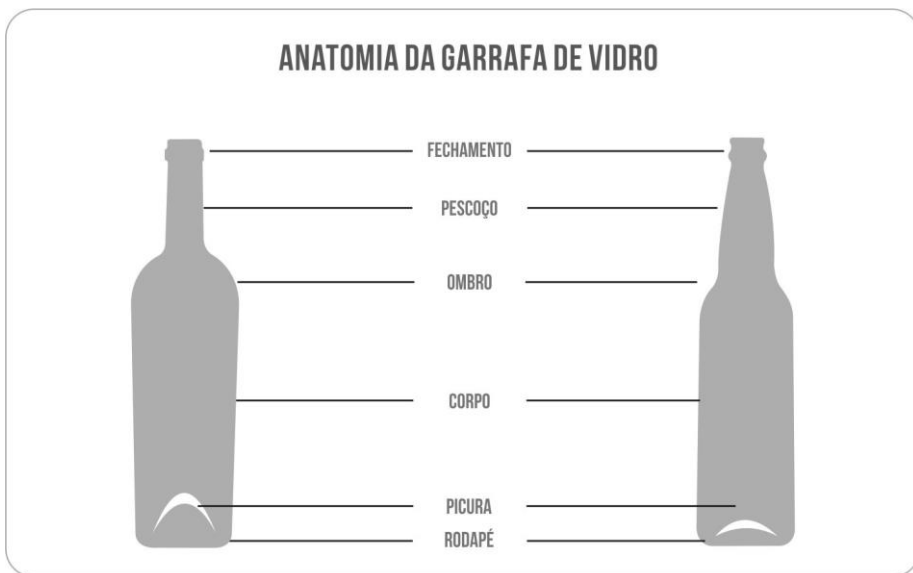 ANATOMIA DA GARRAFA DE VIDRO
FECHAMENTO
PESCOÇO
OMBRO
CORPO
PICURA
RODAPÉ